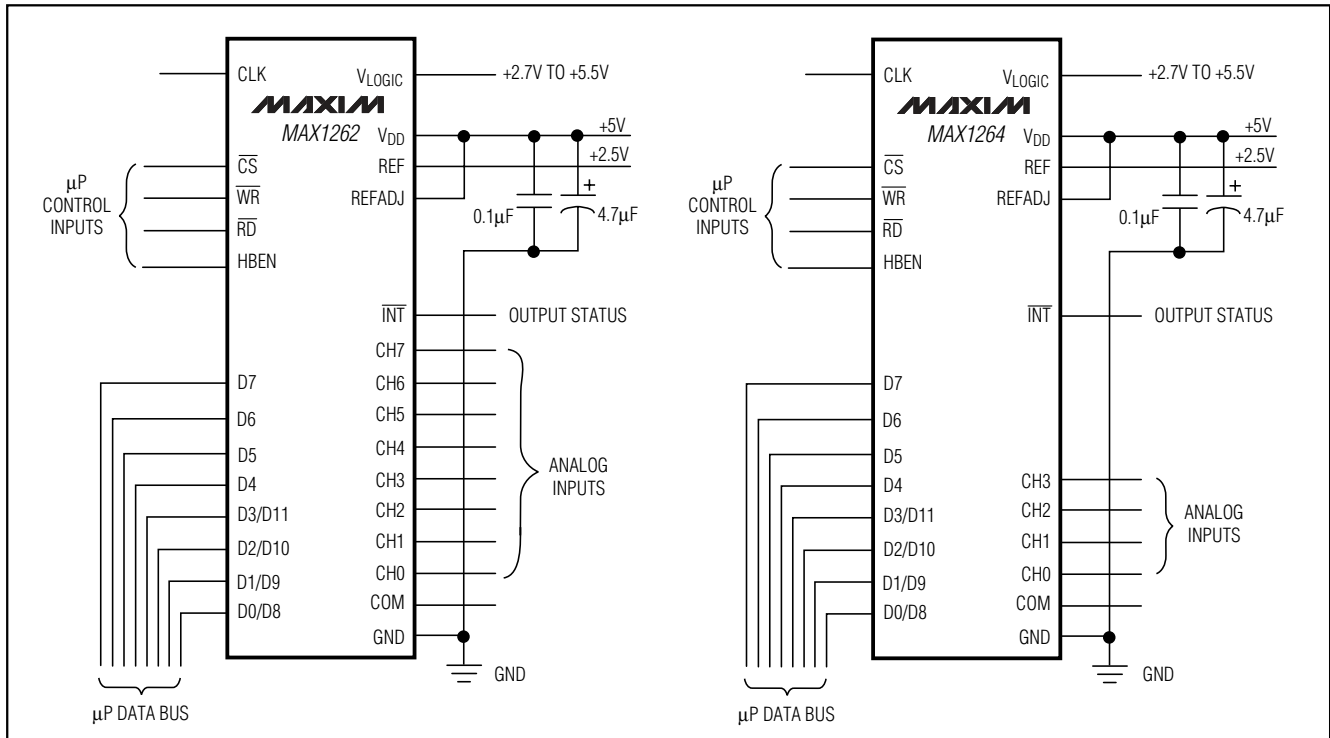 CLK
VLOGIC
+2.7V TO +5.5V
MAXIM
MAX1262
VDD
+5V
CS
REF
+2.5V
µP
CONTROL
INPUTS
WR
REFADJ
+
0.1µF
4.7µF
RD
HBEN
INT
OUTPUT STATUS
CH7
D7
CH6
D6
CH5
D5
CH4
ANALOG
INPUTS
D4
CH3
D3/D11
CH2
D2/D10
CH1
D1/D9
CH0
D0/D8
COM
GND
GND
µP DATA BUS
CLK
VLOGIC
+2.7V TO +5.5V
MAXIM
MAX1264
VDD
+5V
CS
REF
+2.5V
µP
CONTROL
INPUTS
WR
REFADJ
+
0.1µF
4.7µF
RD
HBEN
INT
OUTPUT STATUS
D7
D6
D5
D4
CH3
D3/D11
CH2
ANALOG
INPUTS
D2/D10
CH1
D1/D9
CH0
D0/D8
COM
GND
GND
µP DATA BUS